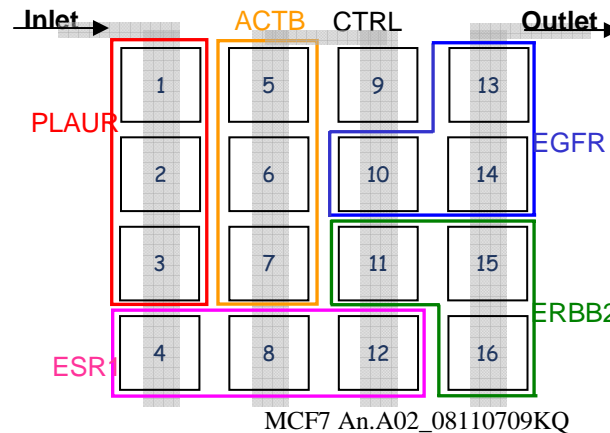 Inlet ACTB CTRL Outlet
1 5 9 13
PLAUR
EGFR
2 6 10 14
3 7 11 15
ERBB2
4 8 12 16
ESR1
MCF7 An.A02_08110709KQ